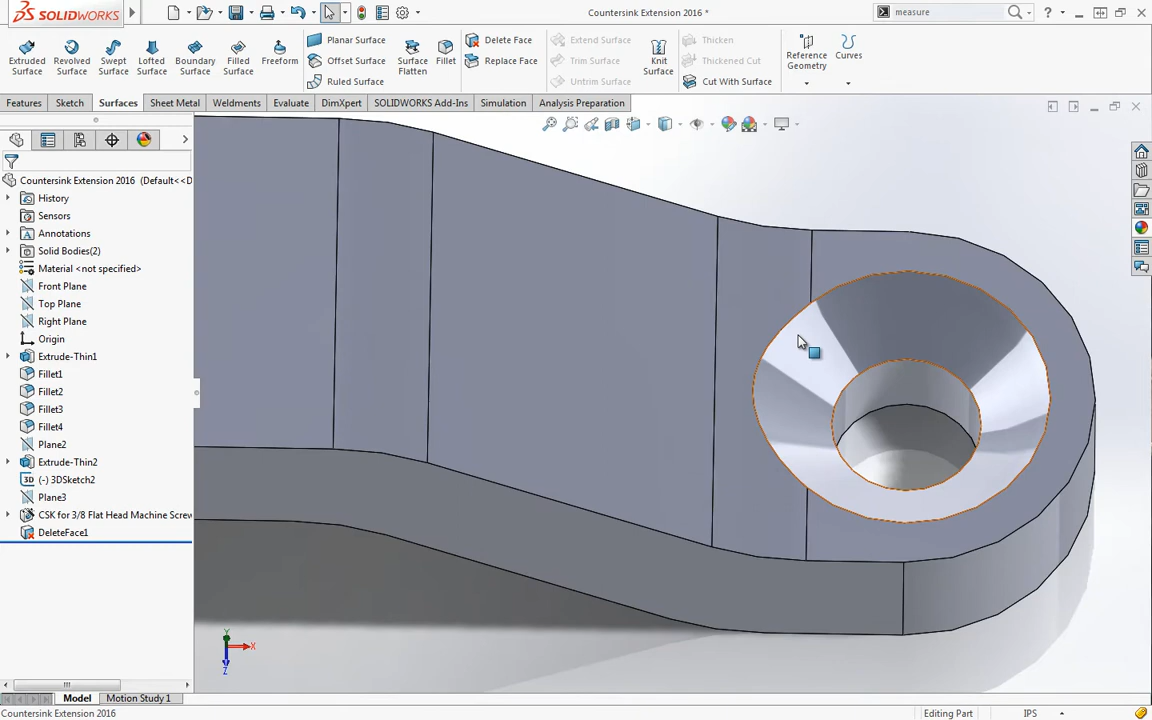 SOLIDWORKS
Countersink Extension 2016 *
measure
Extruded Surface
Revolved Surface
Swept Surface
Lofted Surface
Boundary Surface
Filled Surface
Freeform
Planar Surface
Offset Surface
Ruled Surface
Surface Flatten
Fillet
Delete Face
Replace Face
Extend Surface
Trim Surface
Untrim Surface
Knit Surface
Thicken
Thickened Cut
Cut With Surface
Reference Geometry
Curves
Features
Sketch
Surfaces
Sheet Metal
Weldments
Evaluate
DimXpert
SOLIDWORKS Add-Ins
Simulation
Analysis Preparation
Countersink Extension 2016 (Default<<D
History
Sensors
Annotations
Solid Bodies(2)
Material <not specified>
Front Plane
Top Plane
Right Plane
Origin
Extrude-Thin1
Fillet1
Fillet2
Fillet3
Fillet4
Plane2
Extrude-Thin2
3D (-) 3DSketch2
Plane3
CSK for 3/8 Flat Head Machine Screw
DeleteFace1
Y
X
Z
Model
Motion Study 1
Countersink Extension 2016
Editing Part
IPS